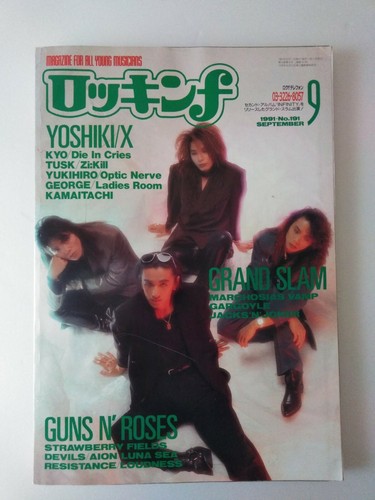 MAGAZINE FOR ALL YOUNG MUSICIANS
ロッキンf
9
1991・No.191
SEPTEMBER
YOSHIKI/X
KYO/Die In Cries
TUSK/Zi:Kill
YUKIHIRO/Optic Nerve
GEORGE/Ladies Room
KAMAITACHI
GRAND SLAM
MARCHOSIAS VAMP
GARGOYLE
JACKS'N'JOKER
GUNS N' ROSES
STRAWBERRY FIELDS
DEVILS AION LUNA SEA
RESISTANCE LOUDNESS